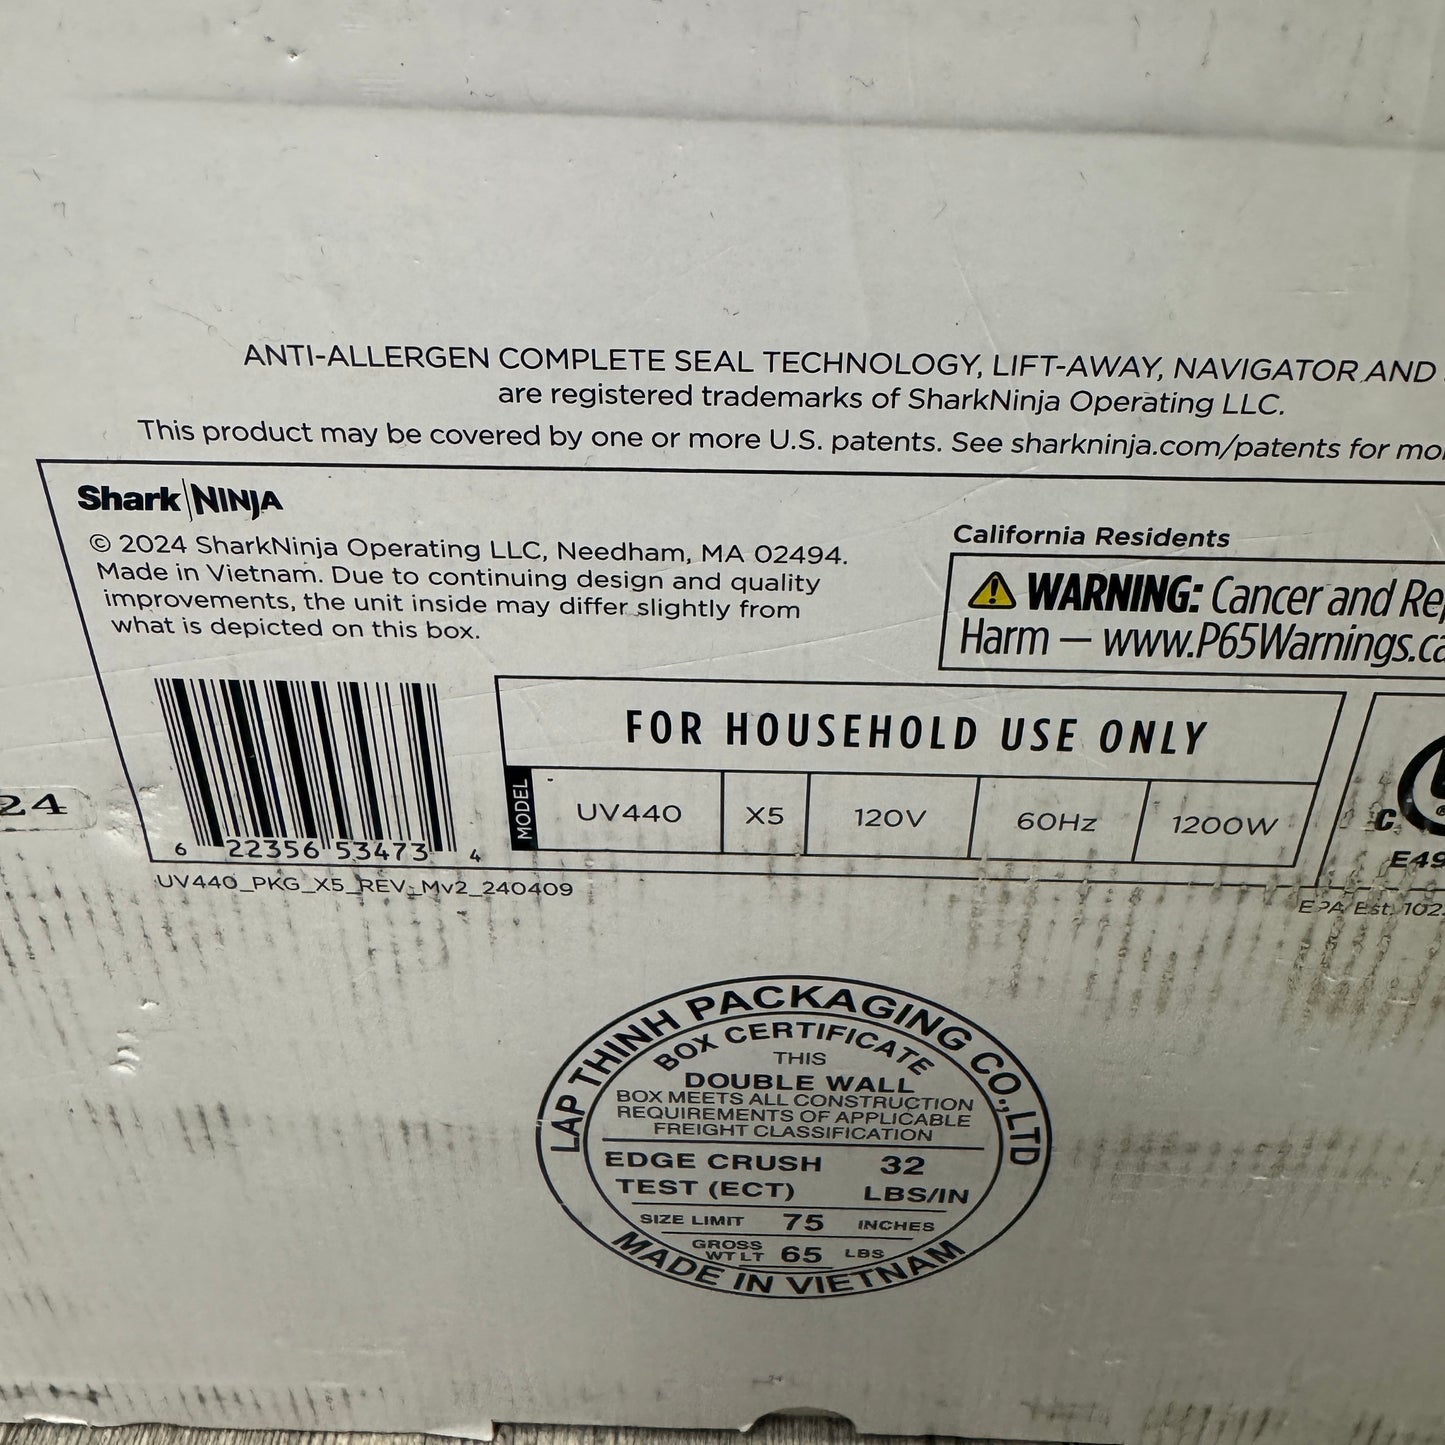 ANTI-ALLERGEN COMPLETE SEAL TECHNOLOGY, LIFT-AWAY, NAVIGATOR AND
are registered trademarks of SharkNinja Operating LLC.
This product may be covered by one or more U.S. patents. See sharkninja.com/patents for
Shark | NINJA
© 2024 SharkNinja Operating LLC, Needham, MA 02494.
Made in Vietnam. Due to continuing design and quality
improvements, the unit inside may differ slightly from
what is depicted on this box.
California Residents
⚠ WARNING: Cancer and
Harm — www.P65Warnings.ca
FOR HOUSEHOLD USE ONLY
MODEL UV440 X5 120V 60Hz 1200W
24
6 22356 53473 4
C
E49
UV440_PKG_X5_REV_Mv2_240409
EPA Est. 102
LAP THINH PACKAGING CO.,LTD
BOX CERTIFICATE
THIS
DOUBLE WALL
BOX MEETS ALL CONSTRUCTION
REQUIREMENTS OF APPLICABLE
FREIGHT CLASSIFICATION
EDGE CRUSH 32
TEST (ECT) LBS/IN
SIZE LIMIT 75 INCHES
GROSS
WT LT 65 LBS
MADE IN VIETNAM